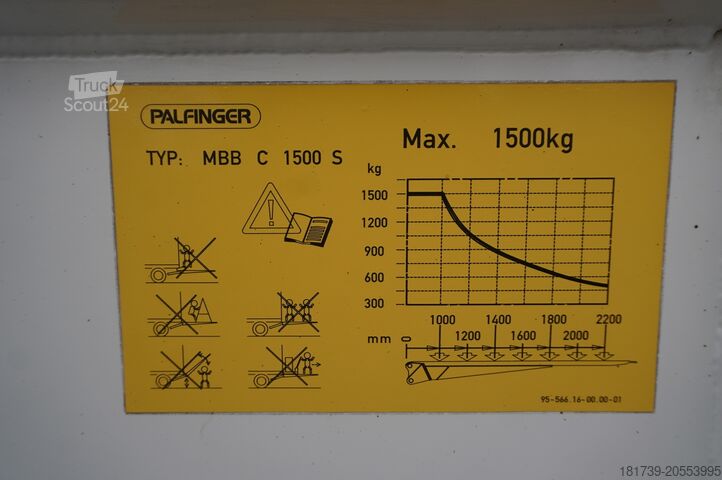 Truck
Scout24
PALFINGER
TYP: MBB C 1500 S
Max. 1500kg
kg
1500
1200
900
600
300
1000 1400 1800 2200
mm 0 1200 1600 2000
95-566.16-00.00-01
181739-20553995